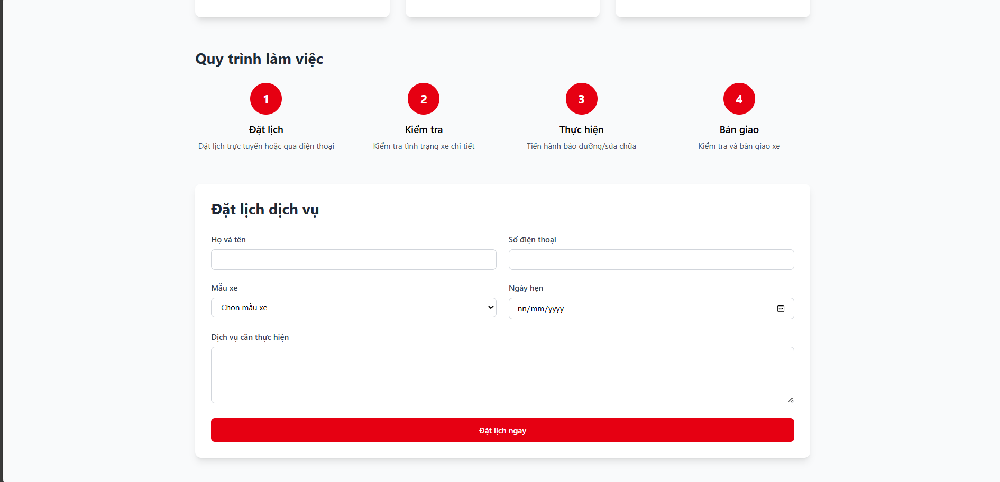 Quy trình làm việc
1
2
3
4
Đặt lịch
Kiểm tra
Thực hiện
Bàn giao
Đặt lịch trực tuyến hoặc qua điện thoại
Kiểm tra tình trạng xe chi tiết
Tiến hành bảo dưỡng/sửa chữa
Kiểm tra và bàn giao xe
Đặt lịch dịch vụ
Họ và tên
Số điện thoại
Mẫu xe
Ngày hẹn
Chọn mẫu xe
nn/mm/yyyy
Dịch vụ cần thực hiện
Đặt lịch ngay